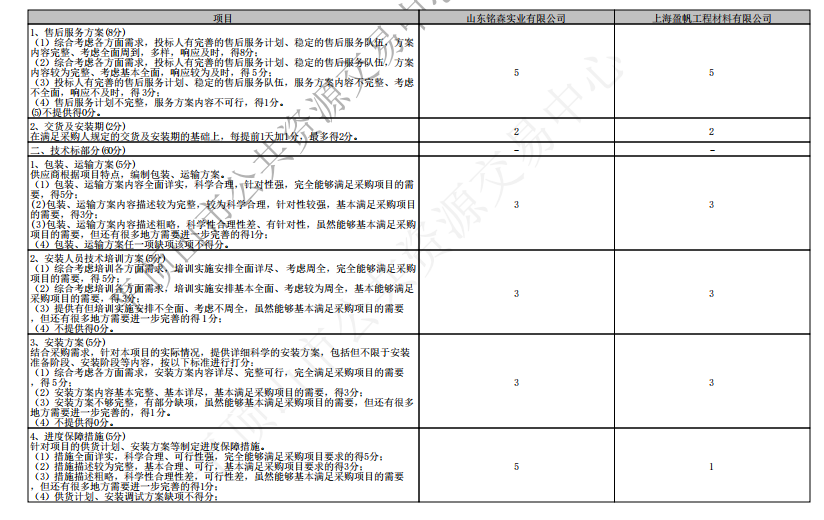 项目 山东铭森实业有限公司 上海盈帆工程材料有限公司
1、售后服务方案(8分)
(1) 综合考虑各方面需求，投标人有完善的售后服务计划、稳定的售后服务队伍，方案
内容完整、考虑全面周到，多样，响应及时，得8分；
(2) 综合考虑各方面需求，投标人有完善的售后服务计划、稳定的售后服务队伍，方案
内容较为完整、考虑基本全面，响应较为及时，得 5分；
(3) 投标人有完善的售后服务计划、稳定的售后服务队伍，服务方案内容不完整、考虑
不全面，响应不及时，得 3分；
(4) 售后服务计划不完整，服务方案内容不可行，得1分。
(5)不提供得0分。
5 5
2、交货及安装期(2分)
在满足采购人规定的交货及安装期的基础上，每提前1天加1分，最多得2分。
2 2
二、技术标部分(60分) - -
1、包装、运输方案(5分)
供应商根据项目特点，编制包装、运输方案。
(1) 包装、运输方案内容全面详实，科学合理，针对性强，完全能够满足采购项目的需
要，得5分；
(2)包装、运输方案内容描述较为完整，较为科学合理，针对性较强，基本满足采购项目
的需要，得3分；
(3)包装、运输方案内容描述粗略，科学性合理性差、有针对性，虽然能够基本满足采购
项目的需要，但还有很多地方需要进一步完善的得1分；
(4) 包装、运输方案任一项缺项该项不得分。
3 3
2、安装人员技术培训方案(5分)
(1) 综合考虑培训各方面需求，培训实施安排全面详尽、 考虑周全，完全能够满足采购
项目的需要，得 5分；
(2) 综合考虑培训各方面需求，培训实施安排基本全面、考虑较为周全，基本能够满足
采购项目的需要，得 3分；
(3) 提供有但培训实施安排不全面、考虑不周全，虽然能够基本满足采购项目的需要
，但还有很多地方需要进一步完善的得 1分；
(4) 不提供得0分。
3 3
3、安装方案(5分)
结合采购需求，针对本项目的实际情况，提供详细科学的安装方案，包括但不限于安装
准备阶段、安装阶段等内容，按以下标准进行打分；
(1) 综合考虑各方面需求，安装方案内容详尽、完整可行，完全满足采购项目的需要
，得 5分；
(2) 安装方案内容基本完整、基本详尽，基本满足采购项目的需要，得3分；
(3) 安装方案不够完整，有部分缺项，虽然能够基本满足采购项目的需要，但还有很多
地方需要进一步完善的，得1分。
(4) 不提供得0分。
3 3
4、进度保障措施(5分)
针对项目的供货计划、安装方案等制定进度保障措施。
(1) 措施全面详实，科学合理、可行性强，完全能够满足采购项目要求的得5分；
(2) 措施描述较为完整，基本合理、可行，基本满足采购项目要求的得3分；
(3) 措施描述粗略，科学性合理性差，可行性差，虽然能够基本满足采购项目的需要
，但还有很多地方需要进一步完善的得1分；
(4) 供货计划、安装调试方案缺项不得分；
5 1